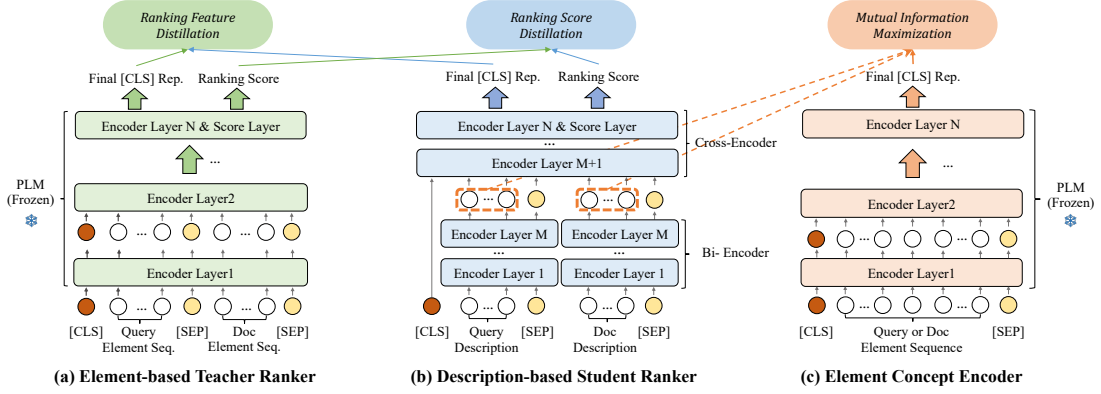 Ranking Feature
Distillation
Ranking Score
Distillation
Mutual Information
Maximization
Final [CLS] Rep.
Ranking Score
Encoder Layer N & Score Layer
...
Encoder Layer2
...
Encoder Layer1
...
...
PLM
(Frozen)
[CLS]
Query
Element Seq.
[SEP]
Doc
Element Seq.
[SEP]
(a) Element-based Teacher Ranker
Final [CLS] Rep.
Ranking Score
Encoder Layer N & Score Layer
...
Encoder Layer M+1
Cross-Encoder
...
...
Encoder Layer M
Encoder Layer M
...
...
Bi- Encoder
Encoder Layer 1
Encoder Layer 1
...
...
[CLS]
Query
Description
[SEP]
Doc
Description
[SEP]
(b) Description-based Student Ranker
Final [CLS] Rep.
Encoder Layer N
...
Encoder Layer2
...
Encoder Layer1
...
PLM
(Frozen)
[CLS]
Query or Doc
Element Sequence
[SEP]
(c) Element Concept Encoder